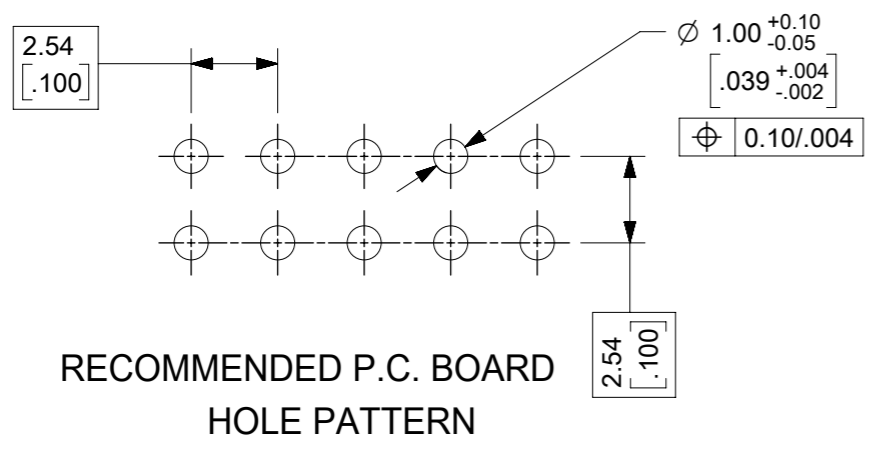 2.54
[.100]
⌀ 1.00 +0.10 -0.05
[.039 +.004 -.002]
⌖ 0.10/.004
2.54
[.100]
RECOMMENDED P.C. BOARD
HOLE PATTERN